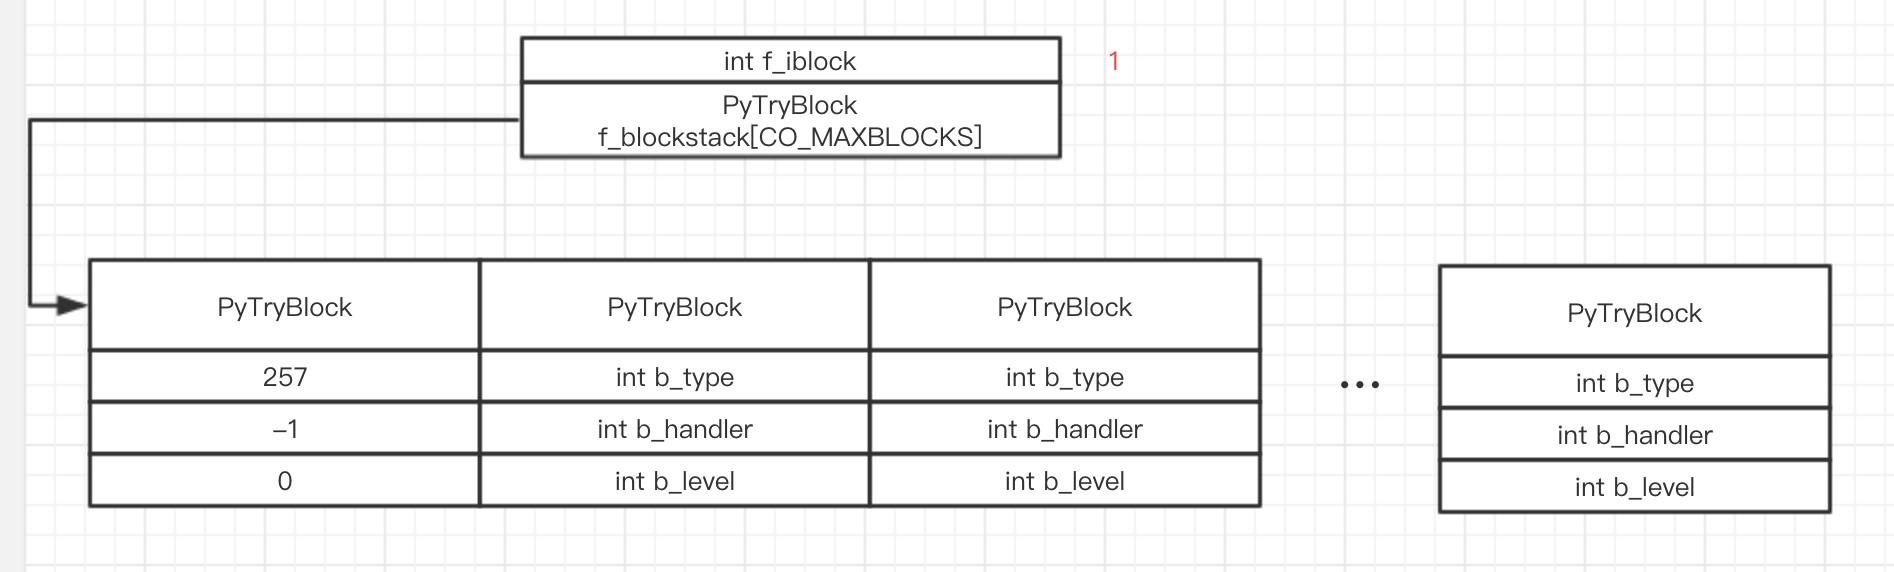 int f_iblock
1
PyTryBlock
f_blockstack[CO_MAXBLOCKS]
PyTryBlock PyTryBlock PyTryBlock PyTryBlock
257 int b_type int b_type ... int b_type
–1 int b_handler int b_handler int b_handler
0 int b_level int b_level int b_level